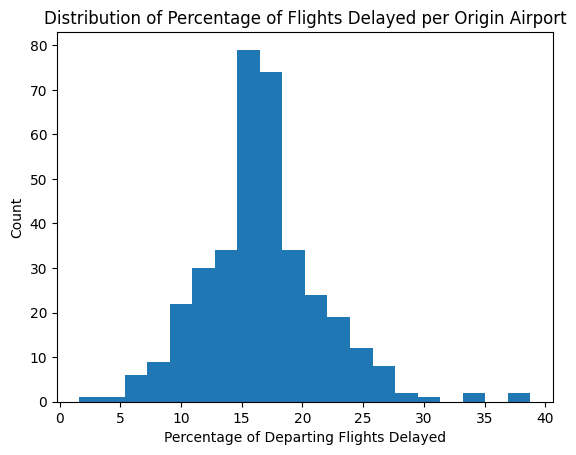 Distribution of Percentage of Flights Delayed per Origin Airport
80
70
60
50
40
30
20
10
0
Count
0 5 10 15 20 25 30 35 40
Percentage of Departing Flights Delayed